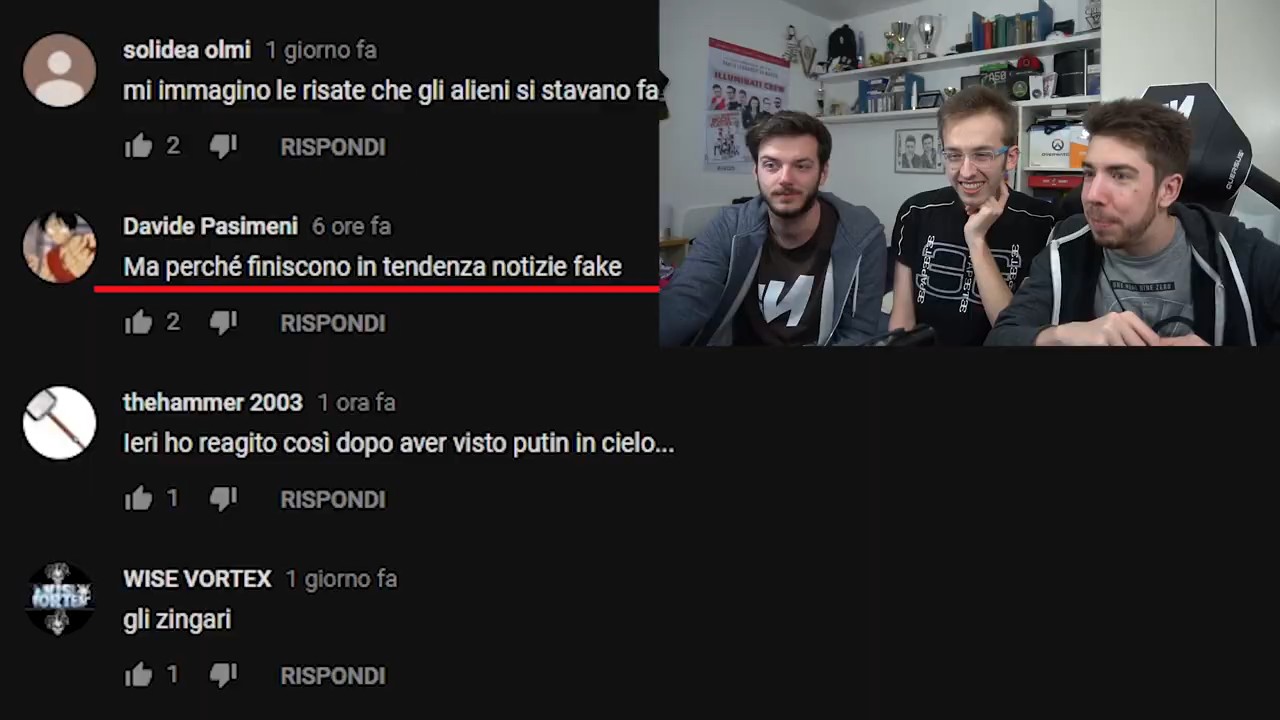 solidea olmi 1 giorno fa
mi immagino le risate che gli alieni si stavano fa
2 RISPONDI
Davide Pasimeni 6 ore fa
Ma perché finiscono in tendenza notizie fake
2 RISPONDI
thehammer 2003 1 ora fa
Ieri ho reagito così dopo aver visto putin in cielo...
1 RISPONDI
WISE VORTEX 1 giorno fa
gli zingari
1 RISPONDI
ILLUMINATI CREW
QUERSUS